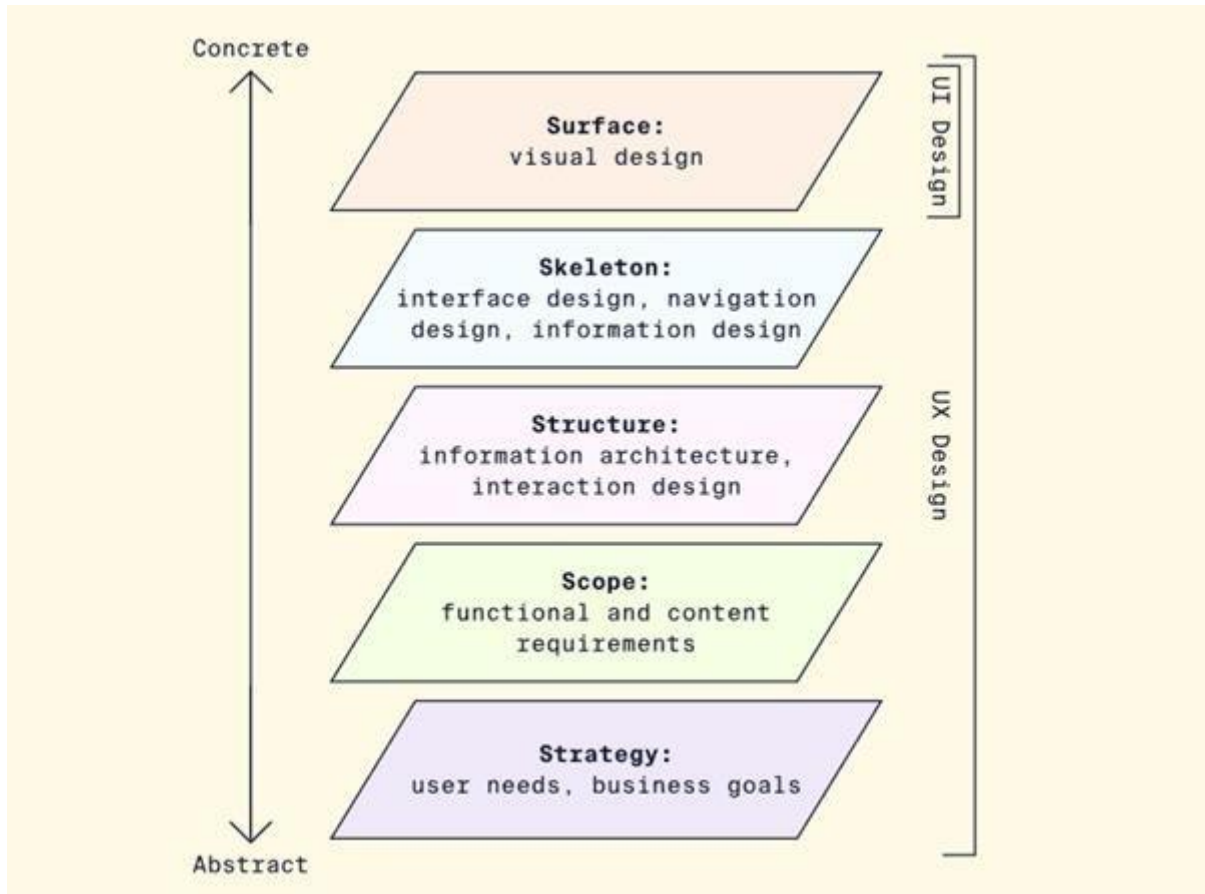 Concrete
Surface:
visual design
UI Design
Skeleton:
interface design, navigation
design, information design
Structure:
information architecture,
interaction design
UX Design
Scope:
functional and content
requirements
Strategy:
user needs, business goals
Abstract